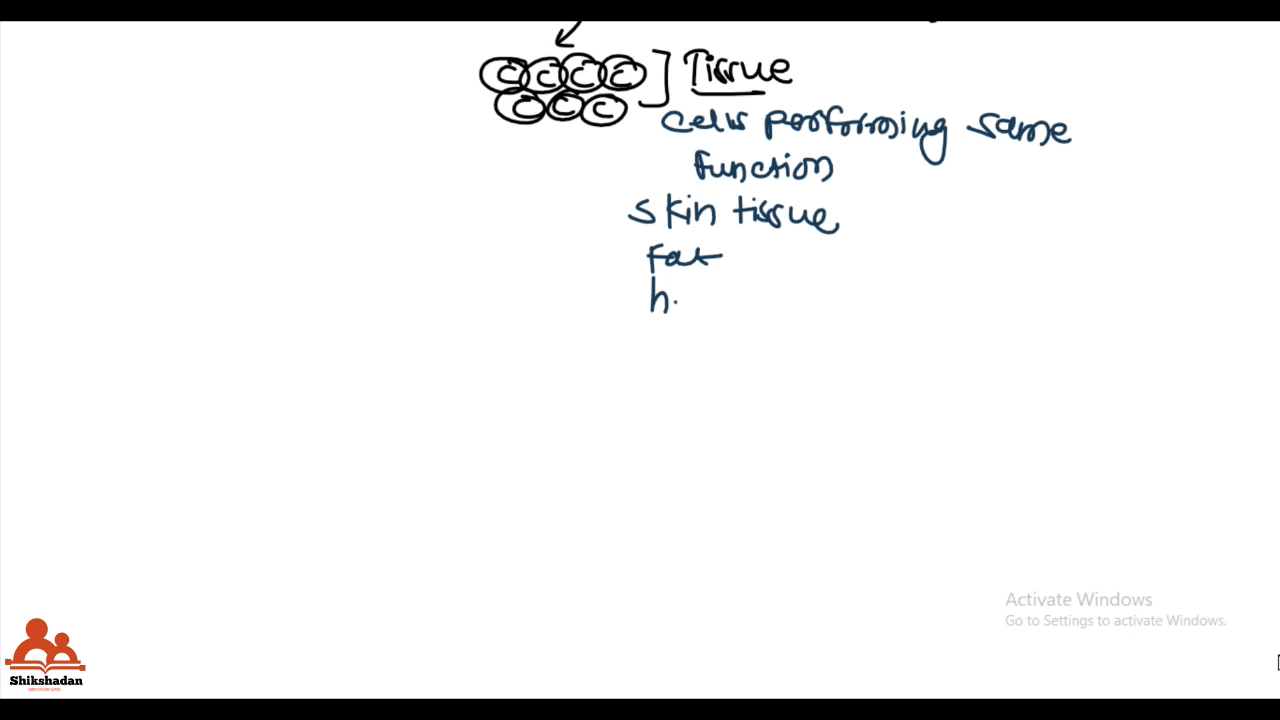 C C C C ] Tissue
C C C
cells performing same
function
skin tissue
Fat
h.
Activate Windows
Go to Settings to activate Windows.
Shikshadan